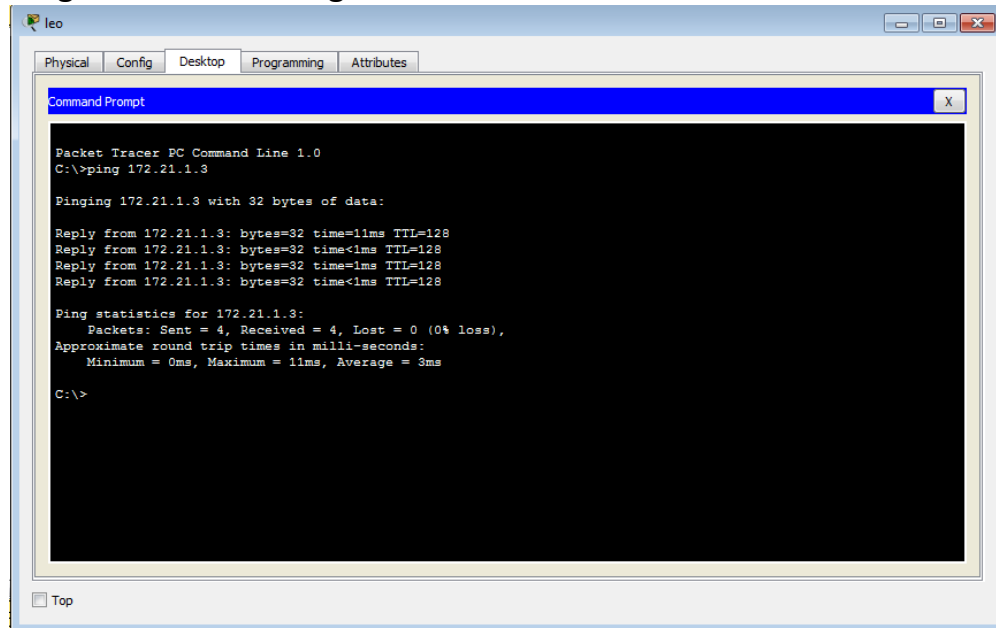 leo
Physical Config Desktop Programming Attributes
Command Prompt X
Packet Tracer PC Command Line 1.0
C:\>ping 172.21.1.3
Pinging 172.21.1.3 with 32 bytes of data:
Reply from 172.21.1.3: bytes=32 time=11ms TTL=128
Reply from 172.21.1.3: bytes=32 time<1ms TTL=128
Reply from 172.21.1.3: bytes=32 time=1ms TTL=128
Reply from 172.21.1.3: bytes=32 time<1ms TTL=128
Ping statistics for 172.21.1.3:
Packets: Sent = 4, Received = 4, Lost = 0 (0% loss),
Approximate round trip times in milli-seconds:
Minimum = 0ms, Maximum = 11ms, Average = 3ms
C:\>
Top